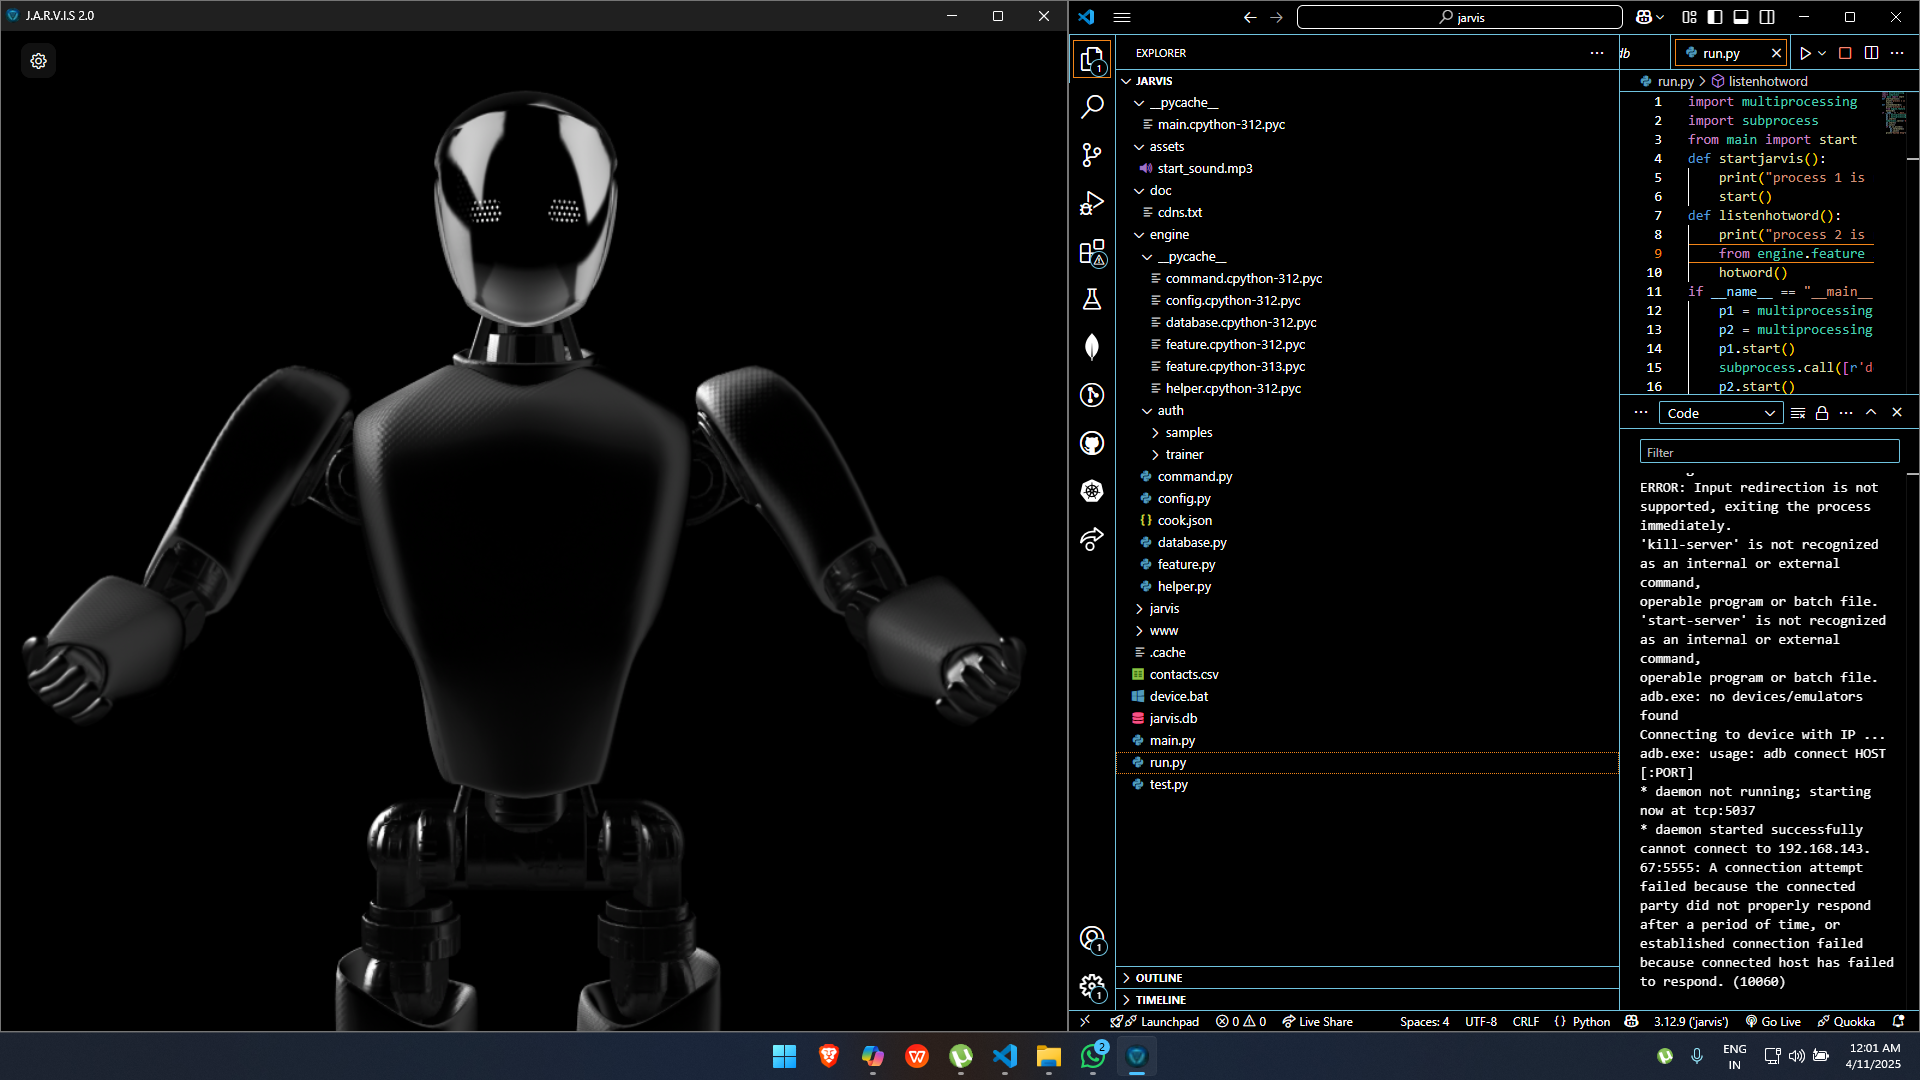 J.A.R.V.I.S 2.0
jarvis
EXPLORER
JARVIS
__pycache__
main.cpython-312.pyc
assets
start_sound.mp3
doc
cdns.txt
engine
__pycache__
command.cpython-312.pyc
config.cpython-312.pyc
database.cpython-312.pyc
feature.cpython-312.pyc
feature.cpython-313.pyc
helper.cpython-312.pyc
auth
samples
trainer
command.py
config.py
cook.json
database.py
feature.py
helper.py
jarvis
www
.cache
contacts.csv
device.bat
jarvis.db
main.py
run.py
test.py
OUTLINE
TIMELINE
db
run.py
run.py > listenhotword
1 import multiprocessing
2 import subprocess
3 from main import start
4 def startjarvis():
5 print("process 1 is
6 start()
7 def listenhotword():
8 print("process 2 is
9 from engine.feature
10 hotword()
11 if __name__ == "__main__
12 p1 = multiprocessing
13 p2 = multiprocessing
14 p1.start()
15 subprocess.call([r'd
16 p2.start()
Code
Filter
ERROR: Input redirection is not
supported, exiting the process
immediately.
'kill-server' is not recognized
as an internal or external
command,
operable program or batch file.
'start-server' is not recognized
as an internal or external
command,
operable program or batch file.
adb.exe: no devices/emulators
found
Connecting to device with IP ...
adb.exe: usage: adb connect HOST
[:PORT]
* daemon not running; starting
now at tcp:5037
* daemon started successfully
cannot connect to 192.168.143.
67:5555: A connection attempt
failed because the connected
party did not properly respond
after a period of time, or
established connection failed
because connected host has failed
to respond. (10060)
1
1
1
Launchpad 0 0 Live Share Spaces: 4 UTF-8 CRLF {} Python 3.12.9 ('jarvis') Go Live Quokka
2
ENG
IN
12:01 AM
4/11/2025